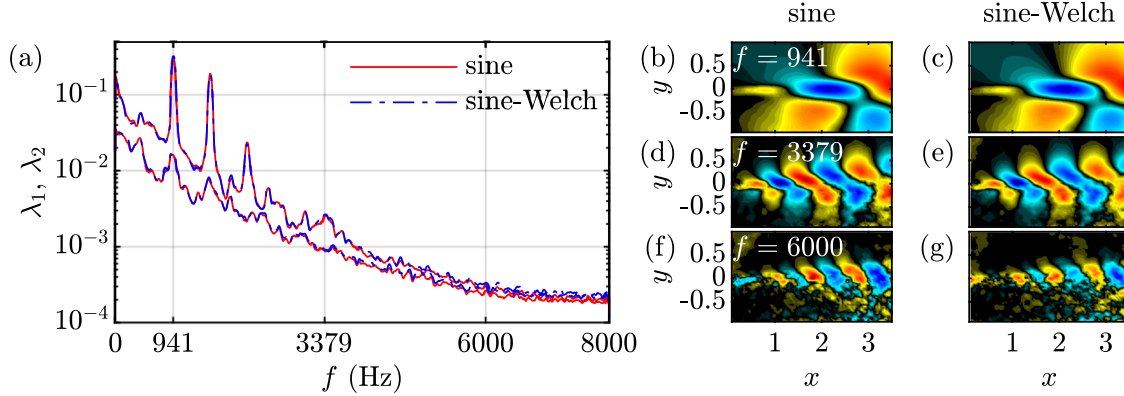 sine
sine-Welch
(a)
sine
sine-Welch
10⁻¹
10⁻²
10⁻³
10⁻⁴
λ₁, λ₂
0
941
3379
6000
8000
f (Hz)
(b)
f = 941
0.5
0
-0.5
y
(c)
(d)
f = 3379
0.5
0
-0.5
y
(e)
(f)
f = 6000
0.5
0
-0.5
y
(g)
1
2
3
x
1
2
3
x